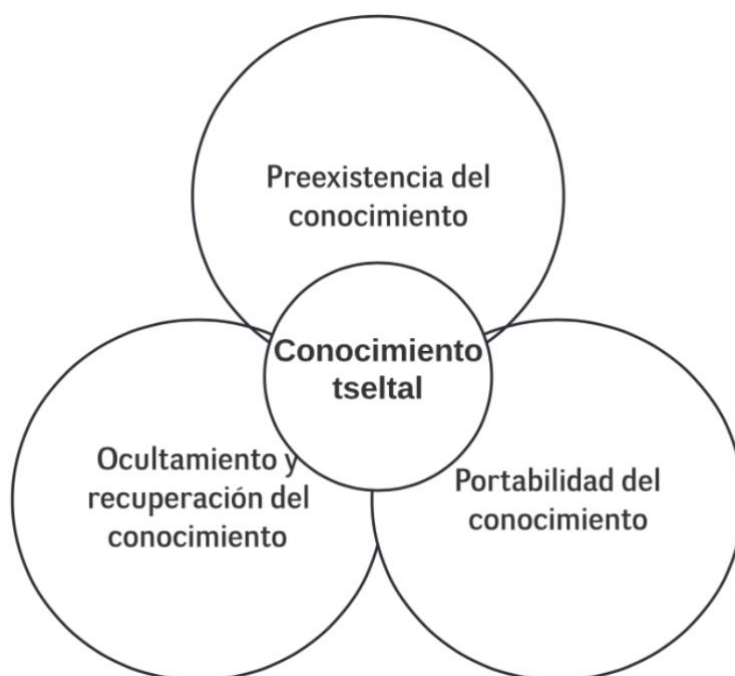 Preexistencia del
conocimiento
Conocimiento
tseltal
Ocultamiento y
recuperación del
conocimiento
Portabilidad del
conocimiento